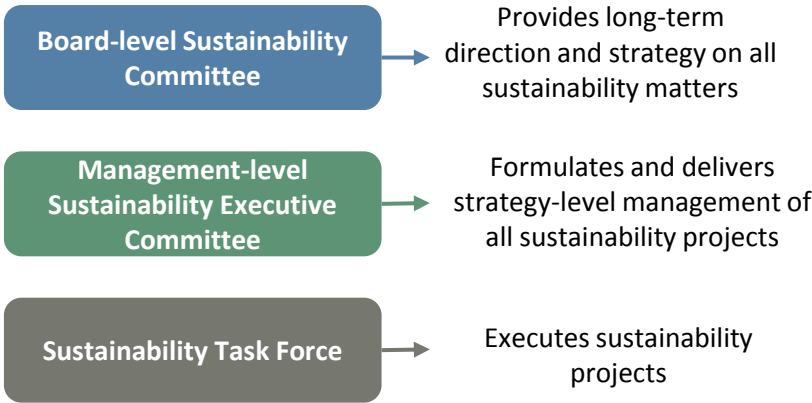 Board-level Sustainability
Committee
Provides long-term
direction and strategy on all
sustainability matters
Management-level
Sustainability Executive
Committee
Formulates and delivers
strategy-level management of
all sustainability projects
Sustainability Task Force
Executes sustainability
projects